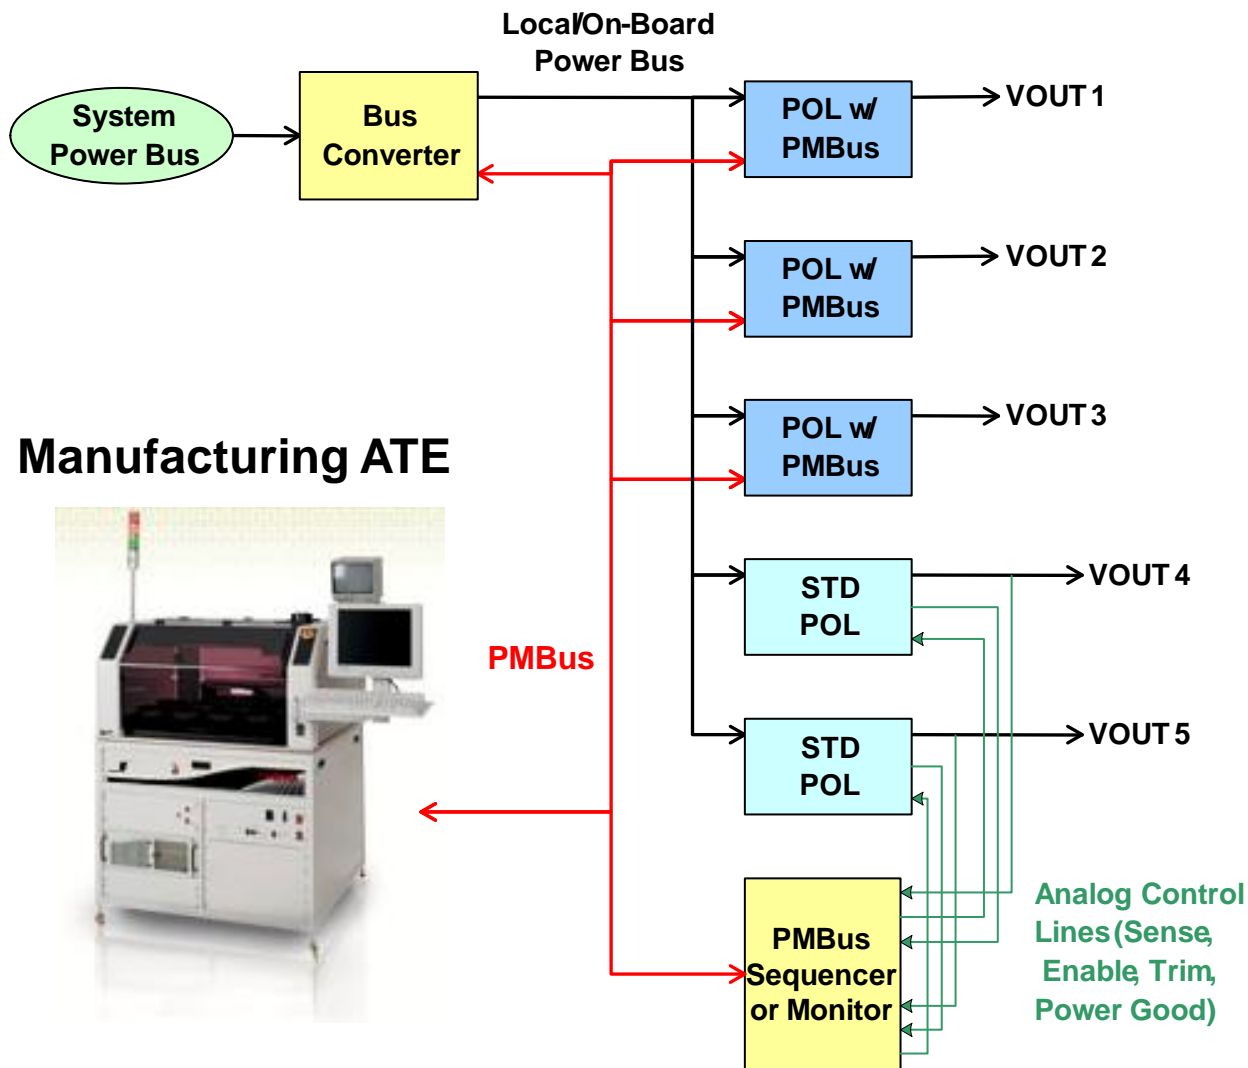 Local/On-Board
Power Bus
System
Power Bus
Bus
Converter
POL w/
PMBus
VOUT 1
POL w/
PMBus
VOUT 2
POL w/
PMBus
VOUT 3
Manufacturing ATE
STD
POL
VOUT 4
PMBus
STD
POL
VOUT 5
PMBus
Sequencer
or Monitor
Analog Control
Lines (Sense,
Enable, Trim,
Power Good)